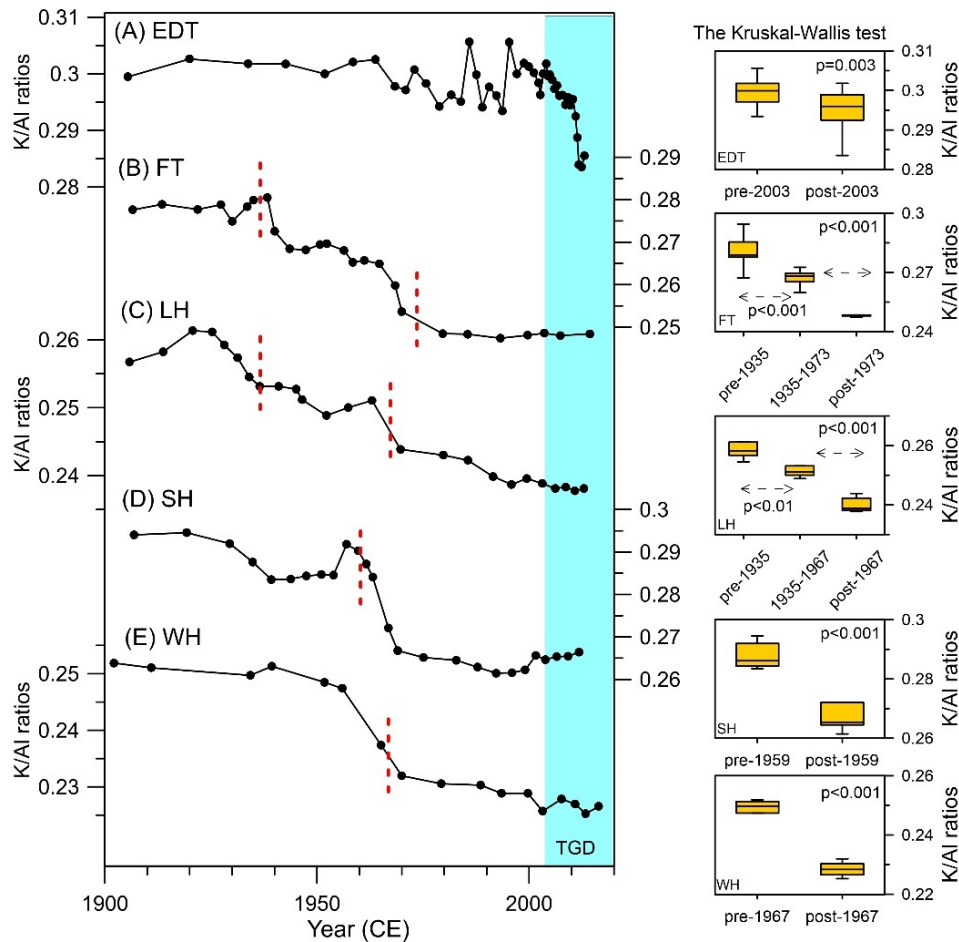 (A) EDT
0.31
0.3
0.29
0.28
K/Al ratios
(B) FT
0.29
0.28
0.27
0.26
0.25
(C) LH
0.26
0.25
0.24
K/Al ratios
(D) SH
0.3
0.29
0.28
0.27
0.26
(E) WH
0.25
0.24
0.23
K/Al ratios
TGD
1900
1950
2000
Year (CE)
The Kruskal-Wallis test
p=0.003
EDT
0.31
0.3
0.29
0.28
K/Al ratios
pre-2003
post-2003
p<0.001
p<0.001
FT
0.3
0.27
0.24
K/Al ratios
pre-1935
1935-1973
post-1973
p<0.001
p<0.01
LH
0.26
0.24
K/Al ratios
pre-1935
1935-1967
post-1967
p<0.001
SH
0.3
0.28
0.26
K/Al ratios
pre-1959
post-1959
p<0.001
WH
0.26
0.24
0.22
K/Al ratios
pre-1967
post-1967